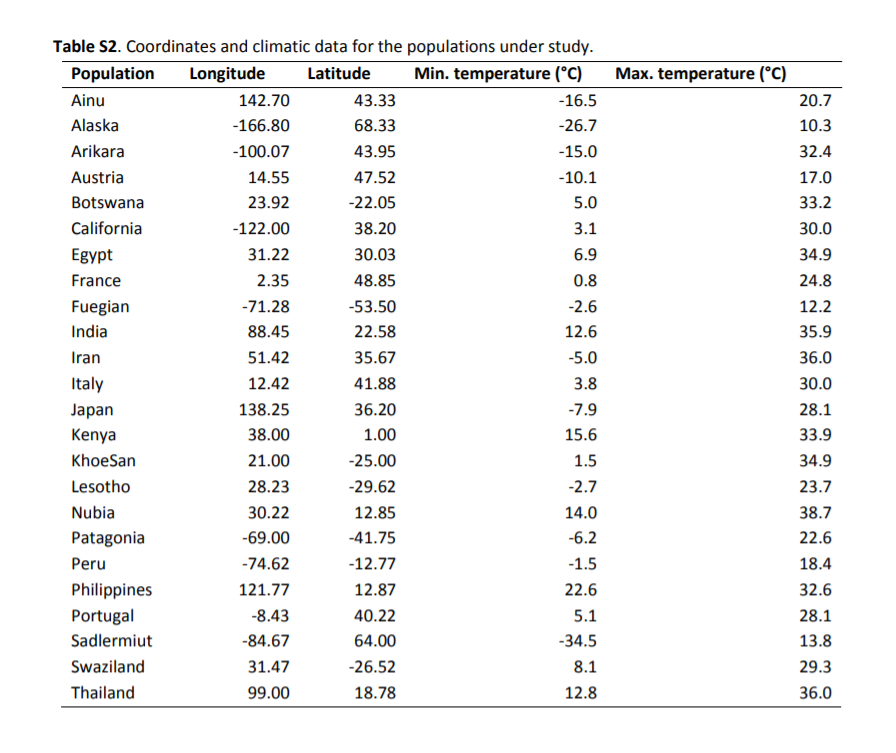 Table S2. Coordinates and climatic data for the populations under study.
Population Longitude Latitude Min. temperature (°C) Max. temperature (°C)
Ainu 142.70 43.33 -16.5 20.7
Alaska -166.80 68.33 -26.7 10.3
Arikara -100.07 43.95 -15.0 32.4
Austria 14.55 47.52 -10.1 17.0
Botswana 23.92 -22.05 5.0 33.2
California -122.00 38.20 3.1 30.0
Egypt 31.22 30.03 6.9 34.9
France 2.35 48.85 0.8 24.8
Fuegian -71.28 -53.50 -2.6 12.2
India 88.45 22.58 12.6 35.9
Iran 51.42 35.67 -5.0 36.0
Italy 12.42 41.88 3.8 30.0
Japan 138.25 36.20 -7.9 28.1
Kenya 38.00 1.00 15.6 33.9
KhoeSan 21.00 -25.00 1.5 34.9
Lesotho 28.23 -29.62 -2.7 23.7
Nubia 30.22 12.85 14.0 38.7
Patagonia -69.00 -41.75 -6.2 22.6
Peru -74.62 -12.77 -1.5 18.4
Philippines 121.77 12.87 22.6 32.6
Portugal -8.43 40.22 5.1 28.1
Sadlermiut -84.67 64.00 -34.5 13.8
Swaziland 31.47 -26.52 8.1 29.3
Thailand 99.00 18.78 12.8 36.0